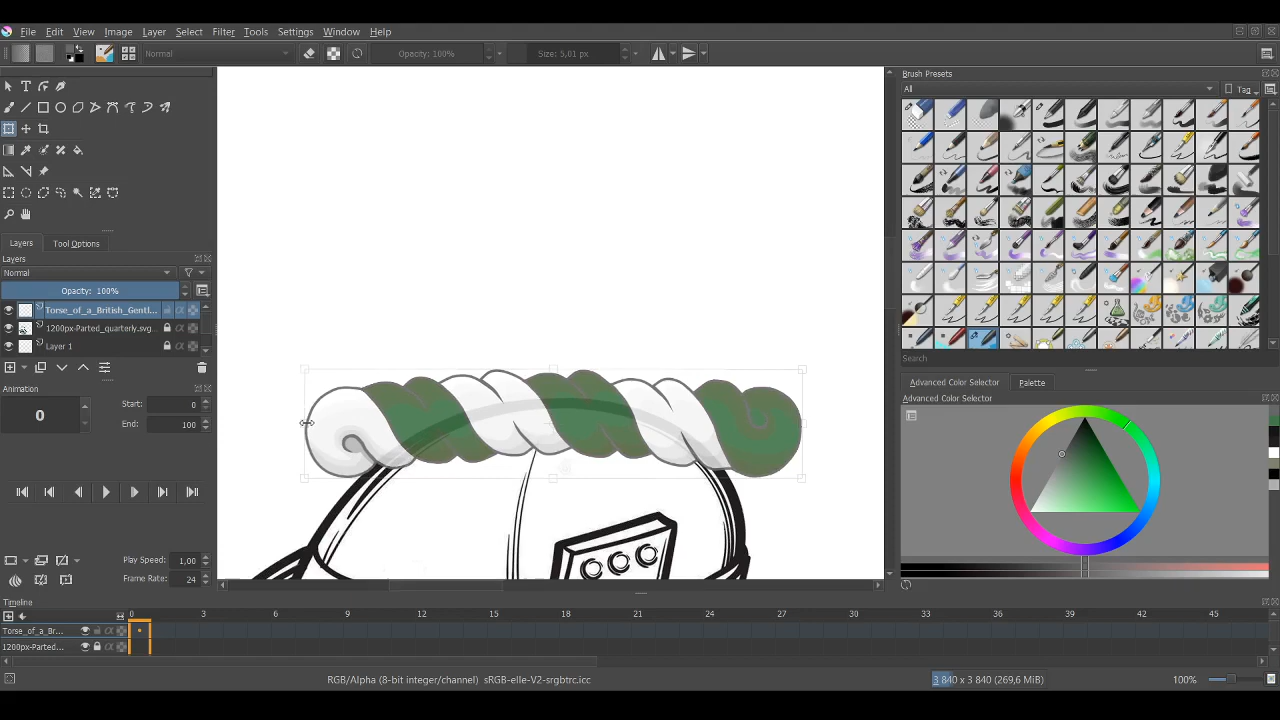 File Edit View Image Layer Select Filter Tools Settings Window Help
Normal Opacity: 100% Size: 5,01 px
Brush Presets
All Tag
Layers Tool Options
Layers
Normal
Opacity: 100%
Torse_of_a_British_Gentl...
1200px-Parted_quarterly.svg...
Layer 1
Search
Animation
0 Start: 0
End: 100
Advanced Color Selector Palette
Advanced Color Selector
Play Speed: 1,00
Frame Rate: 24
Timeline
0 3 6 9 12 15 18 21 24 27 30 33 36 39 42 45
Torse_of_a_Br...
1200px-Parted...
RGB/Alpha (8-bit integer/channel) sRGB-elle-V2-srgbtrc.icc 3 840 x 3 840 (269,6 MiB) 100%